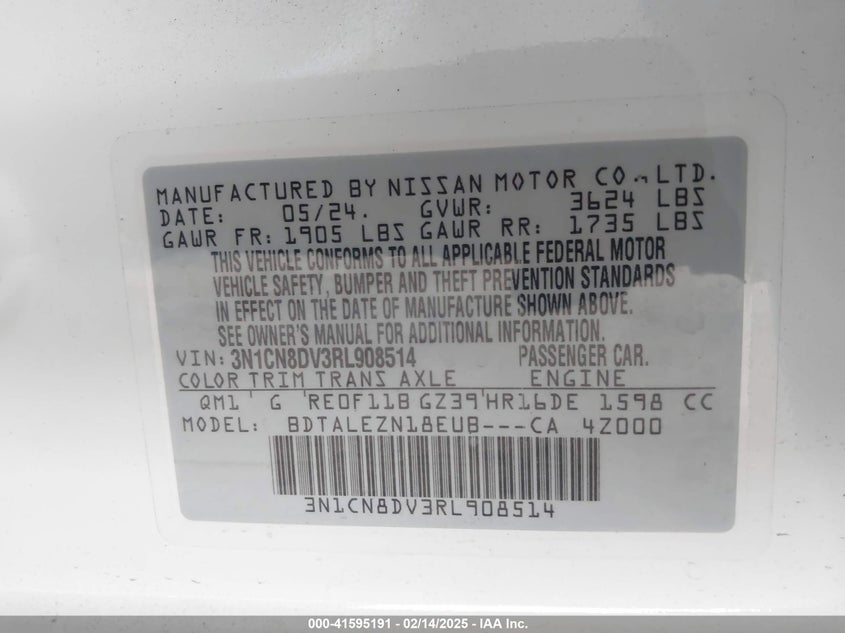 MANUFACTURED BY NISSAN MOTOR CO., LTD.
DATE: 05/24. GVWR: 3624 LBS
GAWR FR: 1905 LBS GAWR RR: 1735 LBS
THIS VEHICLE CONFORMS TO ALL APPLICABLE FEDERAL MOTOR
VEHICLE SAFETY, BUMPER AND THEFT PREVENTION STANDARDS
IN EFFECT ON THE DATE OF MANUFACTURE SHOWN ABOVE.
SEE OWNER'S MANUAL FOR ADDITIONAL INFORMATION.
VIN: 3N1CN8DV3RL908514 PASSENGER CAR.
COLOR TRIM TRANS AXLE ENGINE
QM1 G RE0F11B GZ39 HR16DE 1598 CC
MODEL: BDTALEZN18EUB---CA 4Z000
3N1CN8DV3RL908514
000-41595191 - 02/14/2025 - IAA Inc.